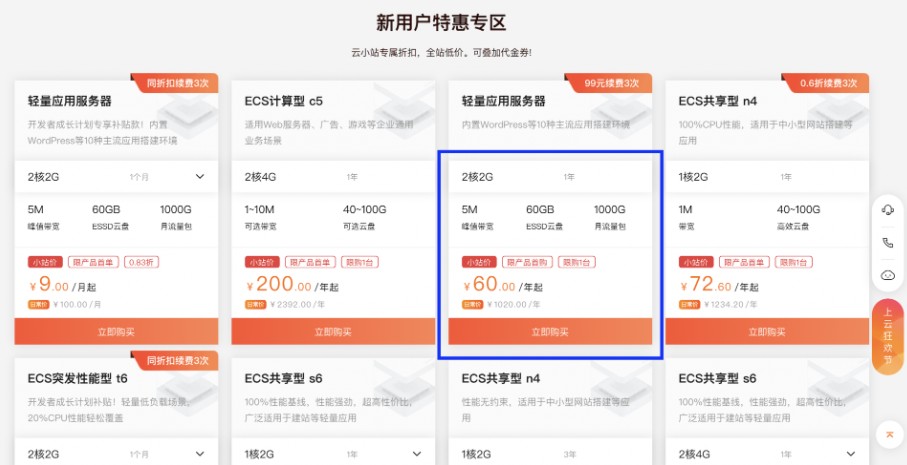 新用户特惠专区
云小站专属折扣，全站低价。可叠加代金券!
同折扣续费3次
轻量应用服务器
开发者成长计划专享补贴款！内置
WordPress等10种主流应用搭建环境
2核2G 1个月
5M 60GB 1000G
峰值带宽 ESSD云盘 月流量包
小站价 限产品首单 0.83折
¥9.00 /月起
日常价 ¥100.00 /月
立即购买
ECS计算型 c5
适用Web服务器、广告、游戏等企业通用
业务场景
2核4G 1年
1~10M 40~100G
可选带宽 可选云盘
小站价 限产品首单 限购1台
¥200.00 /年起
日常价 ¥2392.00 /年
立即购买
99元续费3次
轻量应用服务器
内置WordPress等10种主流应用搭建环境
2核2G 1年
5M 60GB 1000G
峰值带宽 ESSD云盘 月流量包
小站价 限产品首购 限购1台
¥60.00 /年起
日常价 ¥1020.00 /年
立即购买
0.6折续费3次
ECS共享型 n4
100%CPU性能，适用于中小型网站搭建等
应用
1核2G 1年
1M 40~100G
带宽 高效云盘
小站价 限产品首单 限购1台
¥72.60 /年起
日常价 ¥1234.20 /年
立即购买
同折扣续费3次
ECS突发性能型 t6
开发者成长计划补贴！轻量低负载场景，
20%CPU性能轻松覆盖
2核2G 1个月
ECS共享型 s6
100%性能基线，性能强劲，超高性价比，
广泛适用于建站等轻量应用
1核2G 1年
ECS共享型 n4
性能无约束，适用于中小型网站搭建等应
用
1核2G 3年
ECS共享型 s6
100%性能基线，性能强劲，超高性价比，
广泛适用于建站等轻量应用
2核4G 1年
上云狂欢节